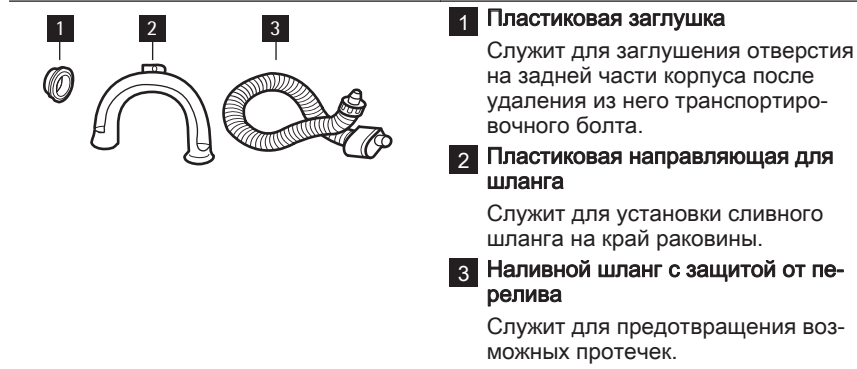 1 2 3
1 Пластиковая заглушка
Служит для заглушения отверстия
на задней части корпуса после
удаления из него транспортиро-
вочного болта.
2 Пластиковая направляющая для
шланга
Служит для установки сливного
шланга на край раковины.
3 Наливной шланг с защитой от пе-
релива
Служит для предотвращения воз-
можных протечек.